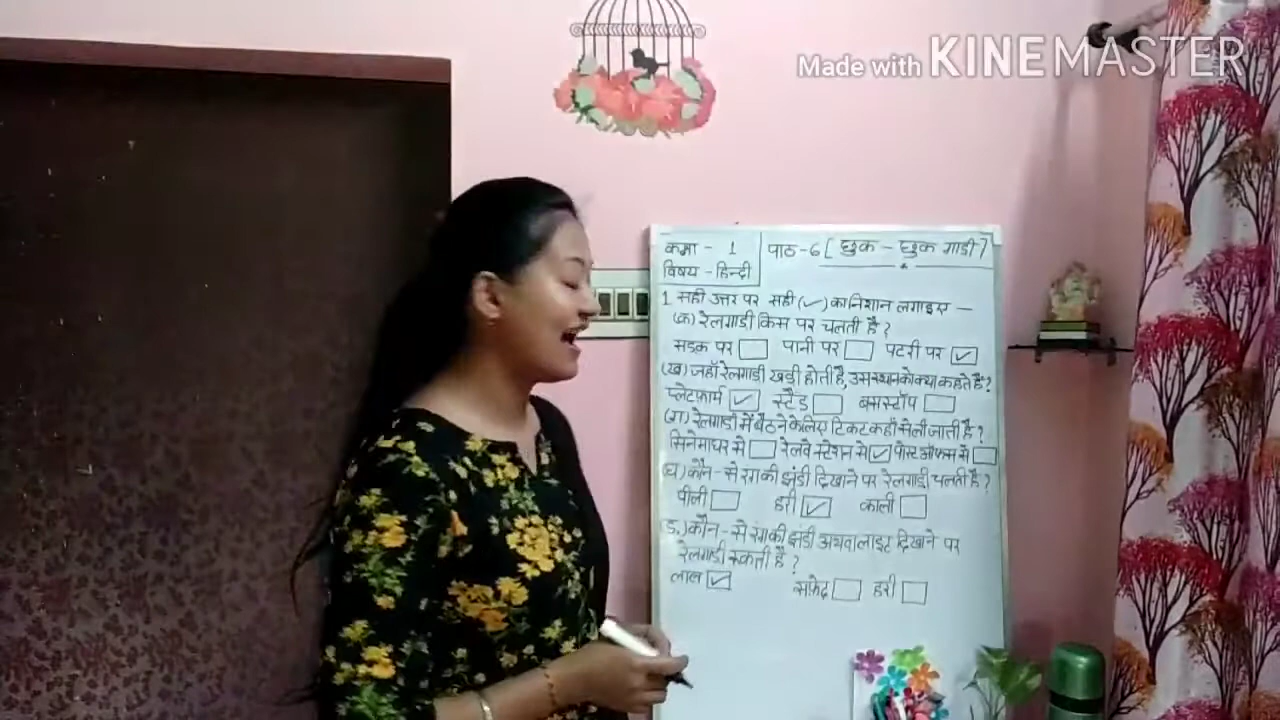 Made with KINEMASTER
कक्षा - 1
विषय - हिन्दी
पाठ-6 [ छुक - छुक गाडी ]
1 सही उत्तर पर सही (✓) का निशान लगाइए —
(क) रेलगाडी किस पर चलती है ?
सडक पर ☐ पानी पर ☐ पटरी पर ☑
(ख) जहाँ रेलगाडी खडी होती है, उस स्थान को क्या कहते हैं ?
प्लेटफार्म ☑ स्टैंड ☐ बसस्टॉप ☐
(ग) रेलगाडी में बैठने के लिए टिकट कहाँ से ली जाती है ?
सिनेमाघर से ☐ रेलवे स्टेशन से ☑ पोस्ट ऑफिस से ☐
(घ) कौन - से रंग की झंडी दिखाने पर रेलगाडी चलती है ?
पीली ☐ हरी ☑ काली ☐
ड.) कौन - से रंग की झंडी अथवा लाइट दिखाने पर
रेलगाडी रुकती है ?
लाल ☑ सफ़ेद ☐ हरी ☐